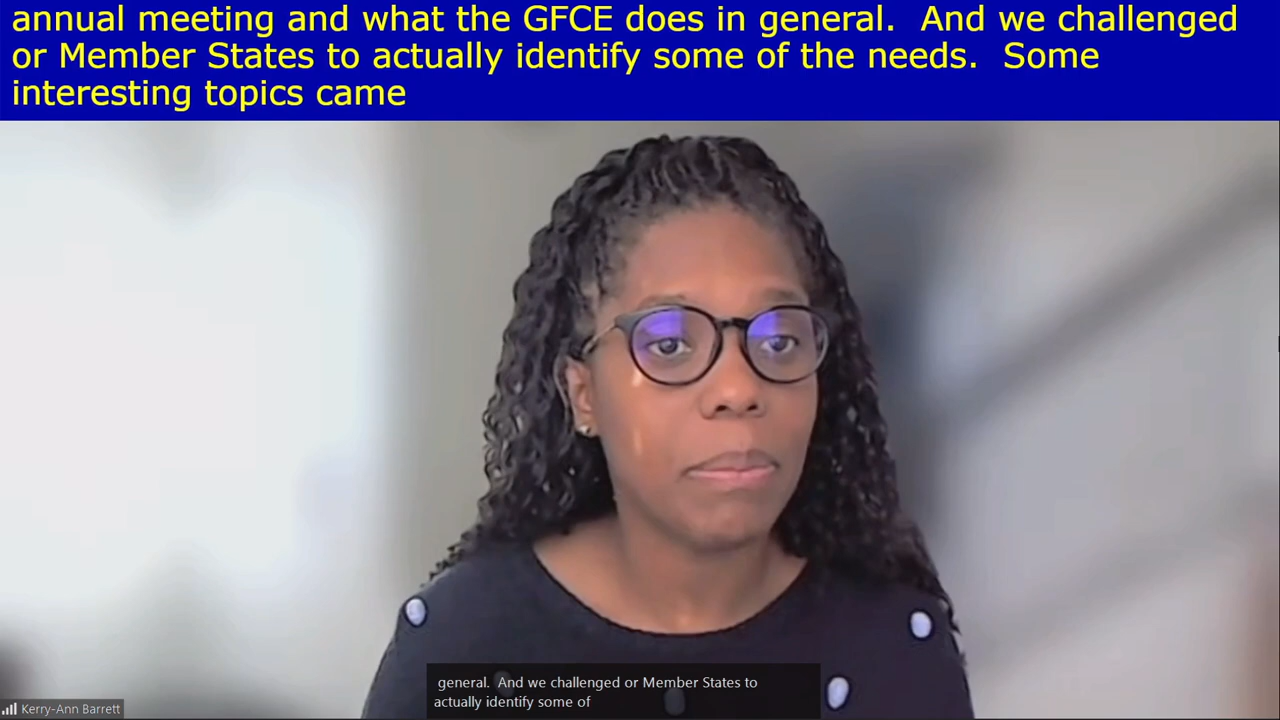 annual meeting and what the GFCE does in general.  And we challenged
or Member States to actually identify some of the needs.  Some
interesting topics came
general.  And we challenged or Member States to
actually identify some of
Kerry-Ann Barrett